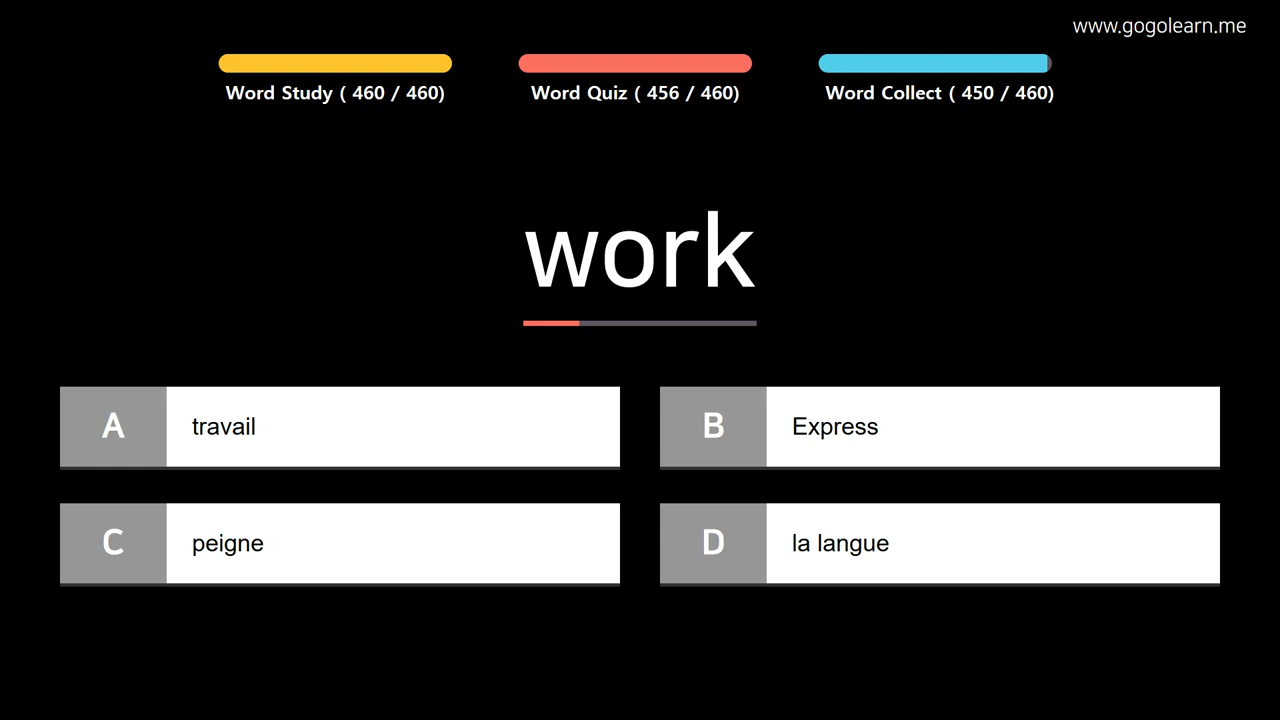 www.gogolearn.me
Word Study ( 460 / 460)
Word Quiz ( 456 / 460)
Word Collect ( 450 / 460)
work
A travail
B Express
C peigne
D la langue